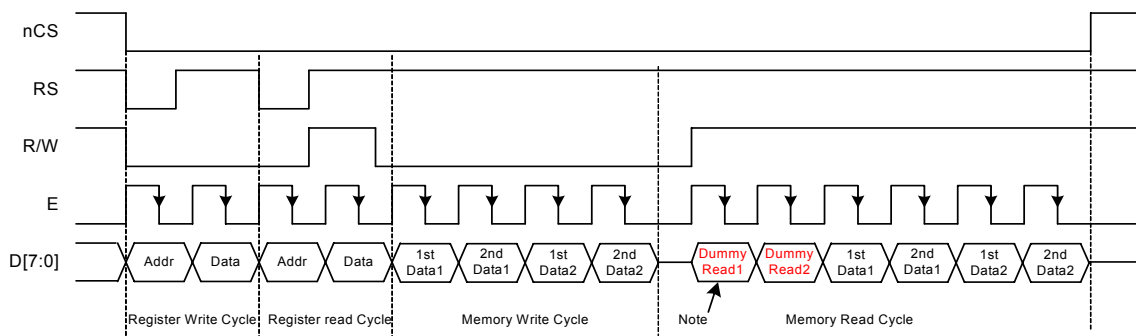 nCS
RS
R/W
E
D[7:0]
Addr
Data
Addr
Data
1st
Data1
2nd
Data1
1st
Data2
2nd
Data2
Dummy
Read1
Dummy
Read2
1st
Data1
2nd
Data1
1st
Data2
2nd
Data2
Register Write Cycle
Register read Cycle
Memory Write Cycle
Note
Memory Read Cycle